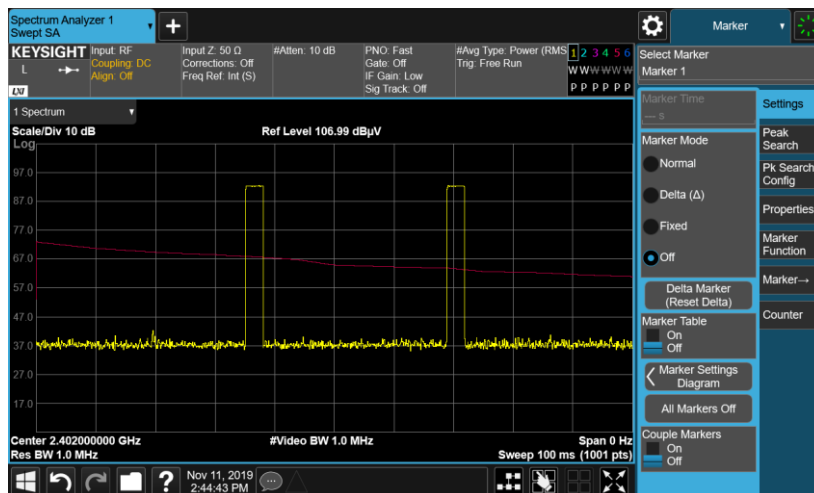 Spectrum Analyzer 1
Swept SA
Marker
KEYSIGHT
L
LXI
Input: RF
Coupling: DC
Align: Off
Input Z: 50 Ω
Corrections: Off
Freq Ref: Int (S)
#Atten: 10 dB
PNO: Fast
Gate: Off
IF Gain: Low
Sig Track: Off
#Avg Type: Power (RMS
Trig: Free Run
1 2 3 4 5 6
W W W W W W
P P P P P P
Select Marker
Marker 1
1 Spectrum
Scale/Div 10 dB
Ref Level 106.99 dBµV
Log
97.0
87.0
77.0
67.0
57.0
47.0
37.0
27.0
17.0
Center 2.402000000 GHz
#Video BW 1.0 MHz
Span 0 Hz
Res BW 1.0 MHz
Sweep 100 ms (1001 pts)
Marker Time
--- s
Marker Mode
Normal
Delta (Δ)
Fixed
Off
Delta Marker
(Reset Delta)
Marker Table
On
Off
Marker Settings
Diagram
All Markers Off
Couple Markers
On
Off
Settings
Peak
Search
Pk Search
Config
Properties
Marker
Function
Marker→
Counter
?
Nov 11, 2019
2:44:43 PM